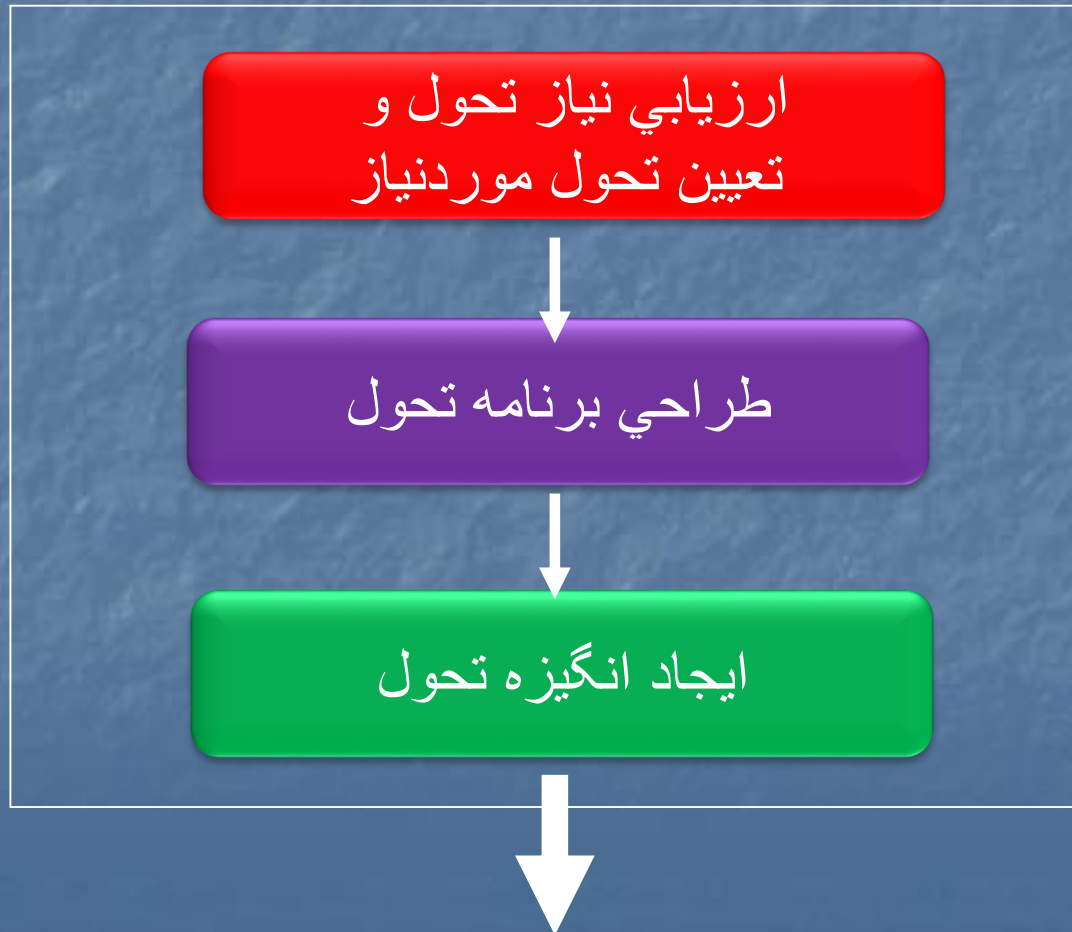 ارزيابي نياز تحول و
تعيين تحول موردنياز
طراحي برنامه تحول
ايجاد انگيزه تحول